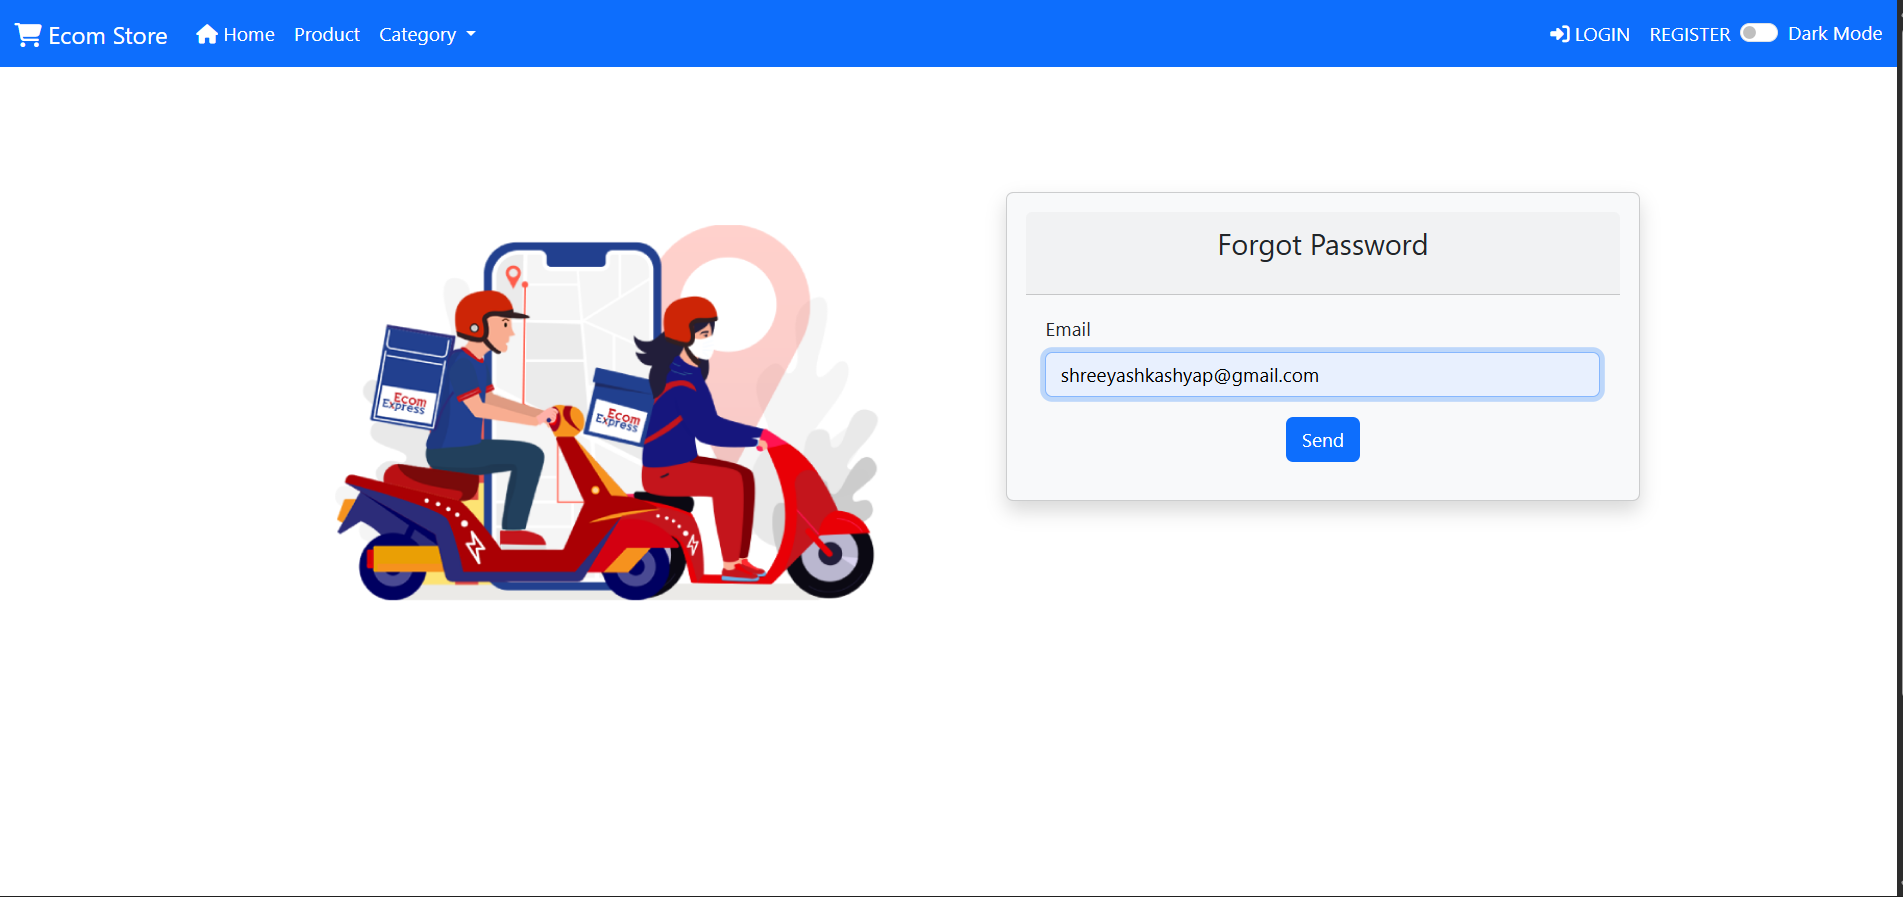 Ecom Store Home Product Category LOGIN REGISTER Dark Mode
Ecom
Express
Ecom
Express
Forgot Password
Email
shreeyashkashyap@gmail.com
Send